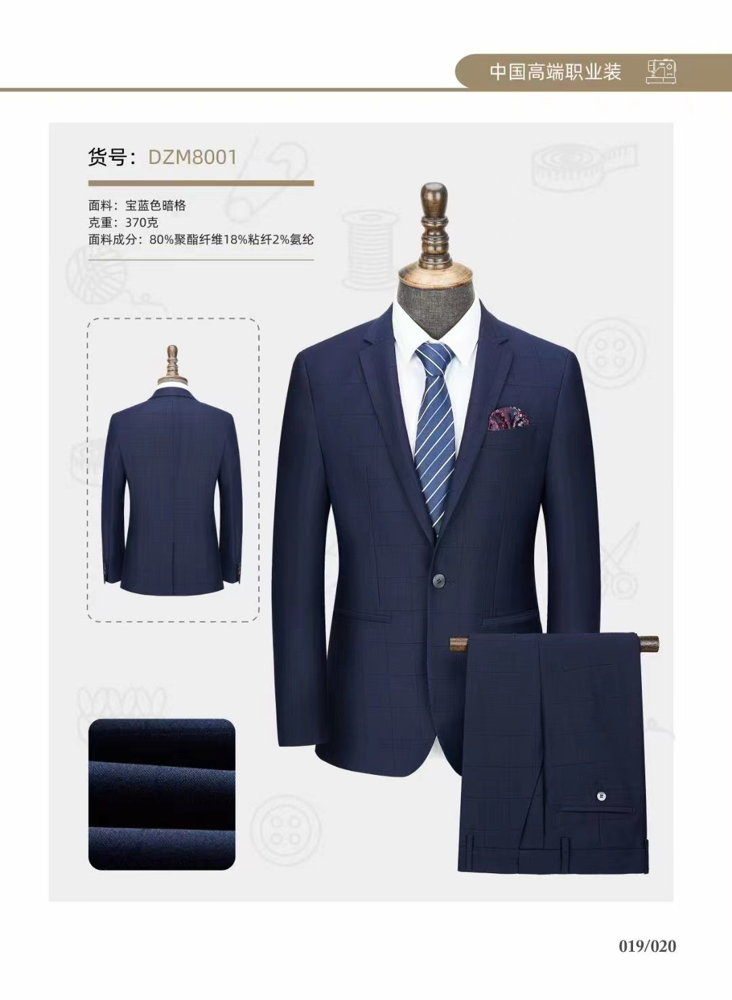 中国高端职业装
货号：DZM8001
面料：宝蓝色暗格
克重：370克
面料成分：80%聚酯纤维18%粘纤2%氨纶
019/020